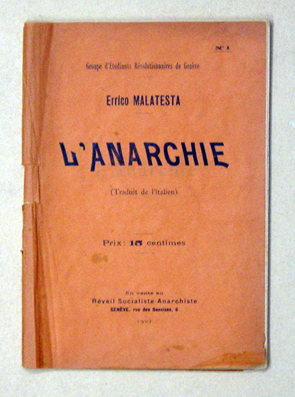 N° 1
Groupe d'Etudiants Révolutionnaires de Genève
Errico MALATESTA
L'ANARCHIE
(Traduit de l'italien)
Prix: 15 centimes
En vente au
Réveil Socialiste-Anarchiste
GENÈVE, rue des Savoises, 6